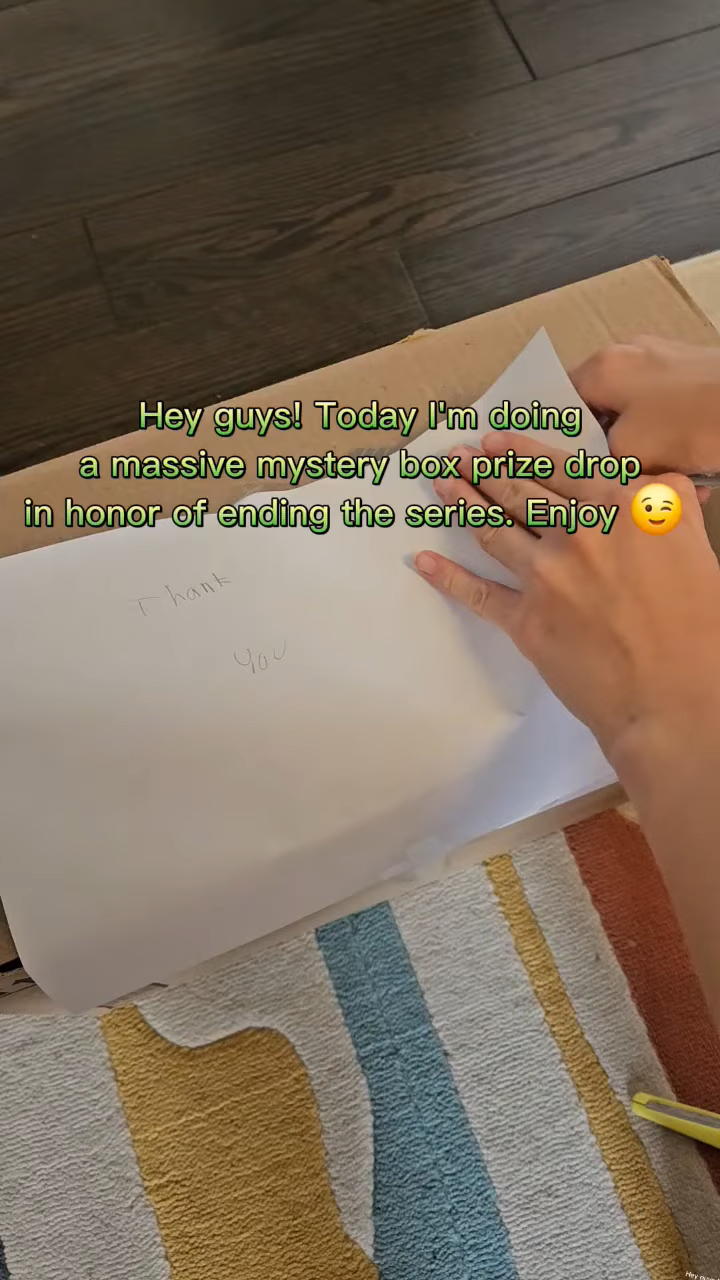 Hey guys! Today I'm doing
a massive mystery box prize drop
in honor of ending the series. Enjoy 😉
Thank
You